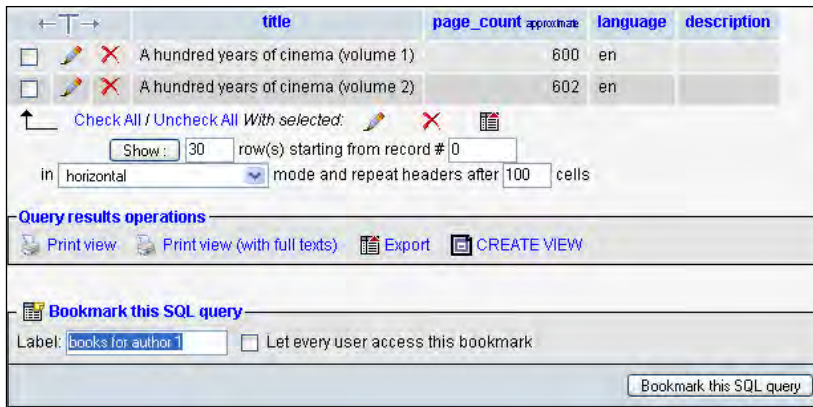 title page_count approximate language description
A hundred years of cinema (volume 1) 600 en
A hundred years of cinema (volume 2) 602 en
Check All / Uncheck All With selected:
Show : 30 row(s) starting from record # 0
in horizontal mode and repeat headers after 100 cells
Query results operations
Print view Print view (with full texts) Export CREATE VIEW
Bookmark this SQL query
Label: books for author 1 Let every user access this bookmark
Bookmark this SQL query